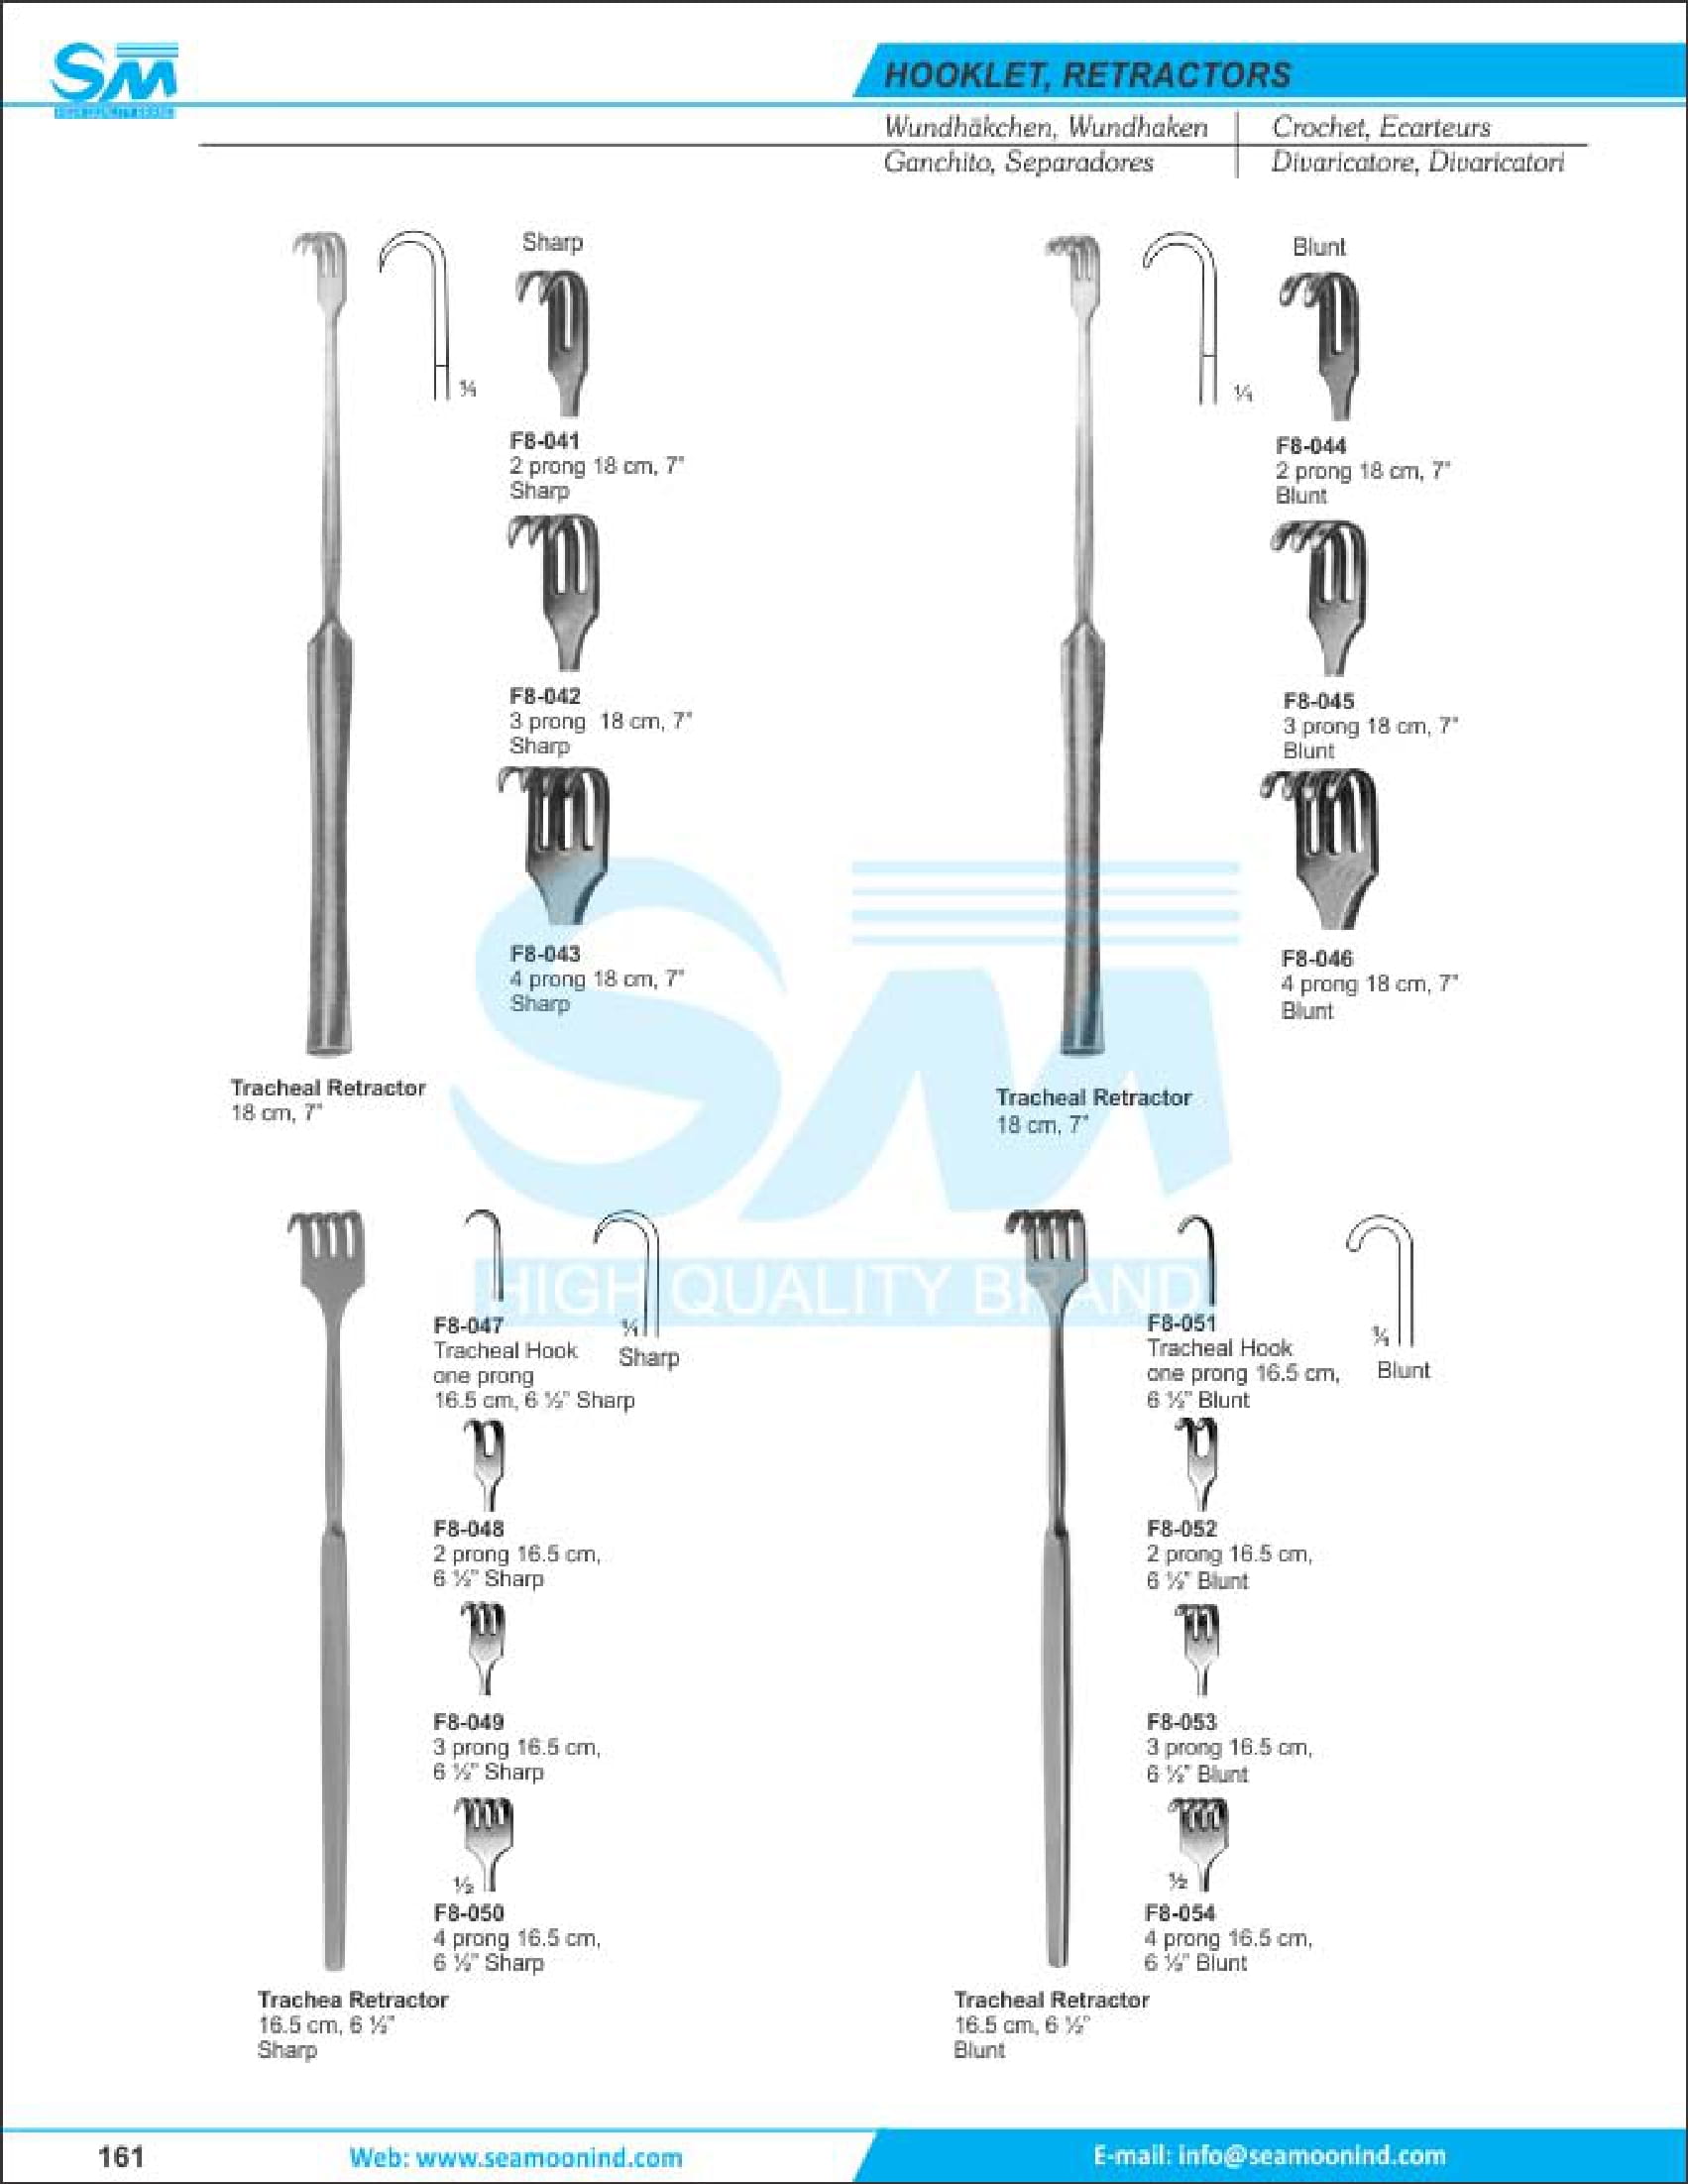 SM
HIGH QUALITY BRAND
HOOKLET, RETRACTORS
Wundhäkchen, Wundhaken
Crochet, Ecarteurs
Ganchito, Separadores
Divaricatore, Divaricatori
Sharp
F8-041
2 prong 18 cm, 7"
Sharp
F8-042
3 prong 18 cm, 7"
Sharp
F8-043
4 prong 18 cm, 7"
Sharp
Tracheal Retractor
18 cm, 7"
Blunt
F8-044
2 prong 18 cm, 7"
Blunt
F8-045
3 prong 18 cm, 7"
Blunt
F8-046
4 prong 18 cm, 7"
Blunt
Tracheal Retractor
18 cm, 7"
SM
HIGH QUALITY BRAND
F8-047
Tracheal Hook
one prong
16.5 cm, 6 ½" Sharp
Sharp
F8-048
2 prong 16.5 cm,
6 ½" Sharp
F8-049
3 prong 16.5 cm,
6 ½" Sharp
½
F8-050
4 prong 16.5 cm,
6 ½" Sharp
Trachea Retractor
16.5 cm, 6 ½"
Sharp
F8-051
Tracheal Hook
one prong 16.5 cm,
6 ½" Blunt
Blunt
F8-052
2 prong 16.5 cm,
6 ½" Blunt
F8-053
3 prong 16.5 cm,
6 ½" Blunt
½
F8-054
4 prong 16.5 cm,
6 ½" Blunt
Tracheal Retractor
16.5 cm, 6 ½"
Blunt
161
Web: www.seamoonind.com
E-mail: info@seamoonind.com